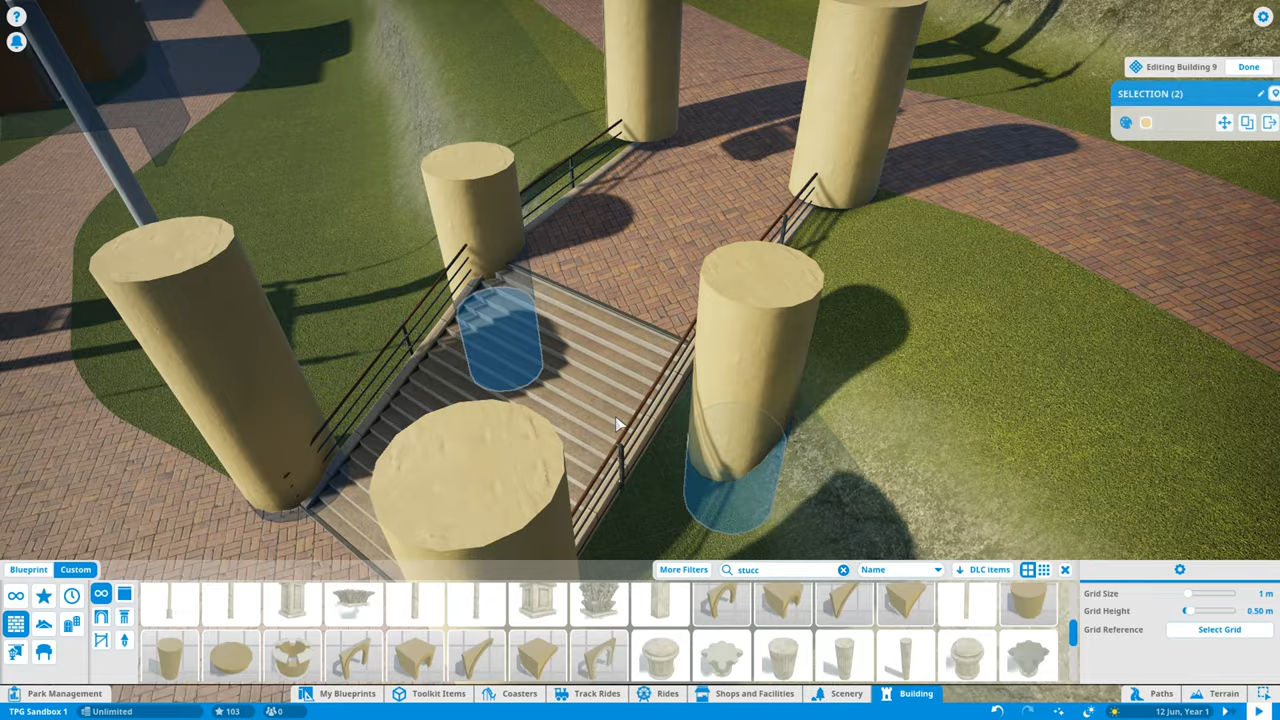 ?
Editing Building 9 Done
SELECTION (2)
Blueprint Custom
More Filters stucc Name DLC items
Grid Size 1 m
Grid Height 0.50 m
Grid Reference Select Grid
Park Management My Blueprints Toolkit Items Coasters Track Rides Rides Shops and Facilities Scenery Building Paths Terrain
TPG Sandbox 1 Unlimited 103 0 12 Jun, Year 1